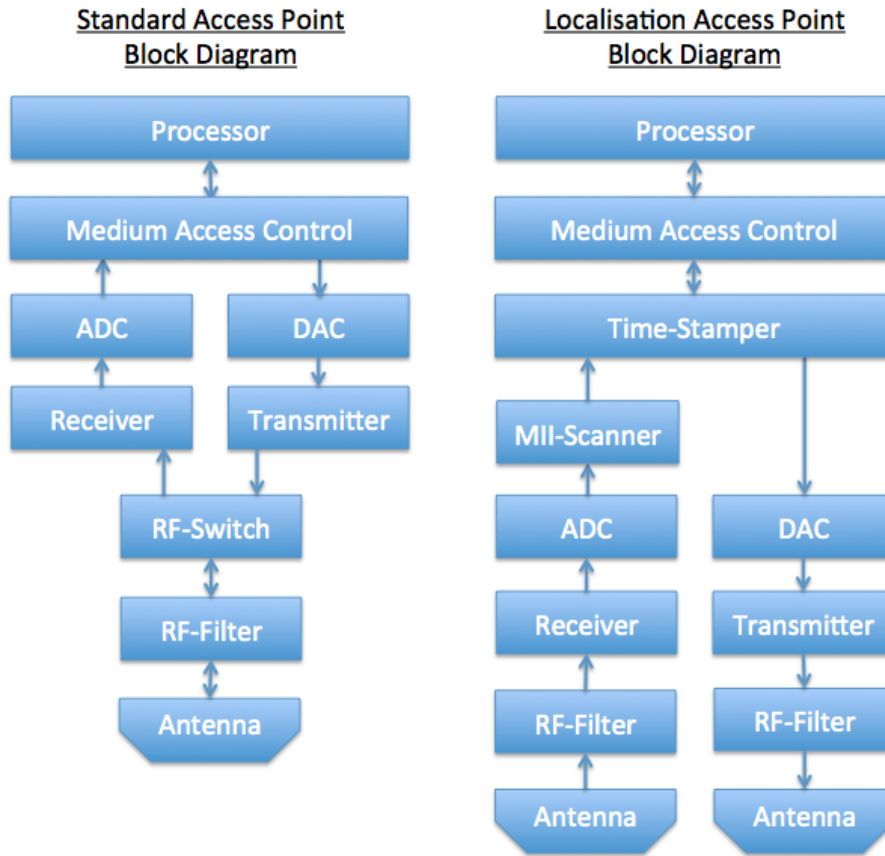 Standard Access Point
Block Diagram
Processor
Medium Access Control
ADC
DAC
Receiver
Transmitter
RF-Switch
RF-Filter
Antenna
Localisation Access Point
Block Diagram
Processor
Medium Access Control
Time-Stamper
MII-Scanner
ADC
DAC
Receiver
Transmitter
RF-Filter
RF-Filter
Antenna
Antenna